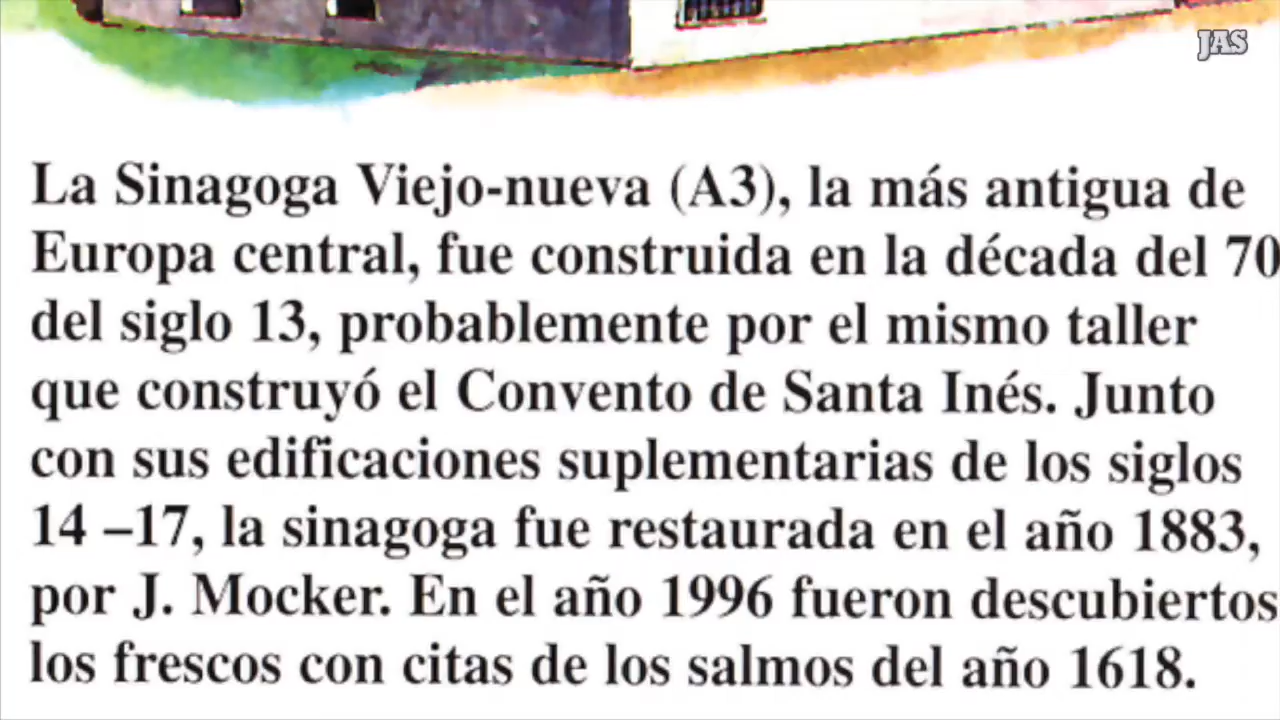 JAS
La Sinagoga Viejo-nueva (A3), la más antigua de
Europa central, fue construida en la década del 70
del siglo 13, probablemente por el mismo taller
que construyó el Convento de Santa Inés. Junto
con sus edificaciones suplementarias de los siglos
14 –17, la sinagoga fue restaurada en el año 1883,
por J. Mocker. En el año 1996 fueron descubiertos
los frescos con citas de los salmos del año 1618.